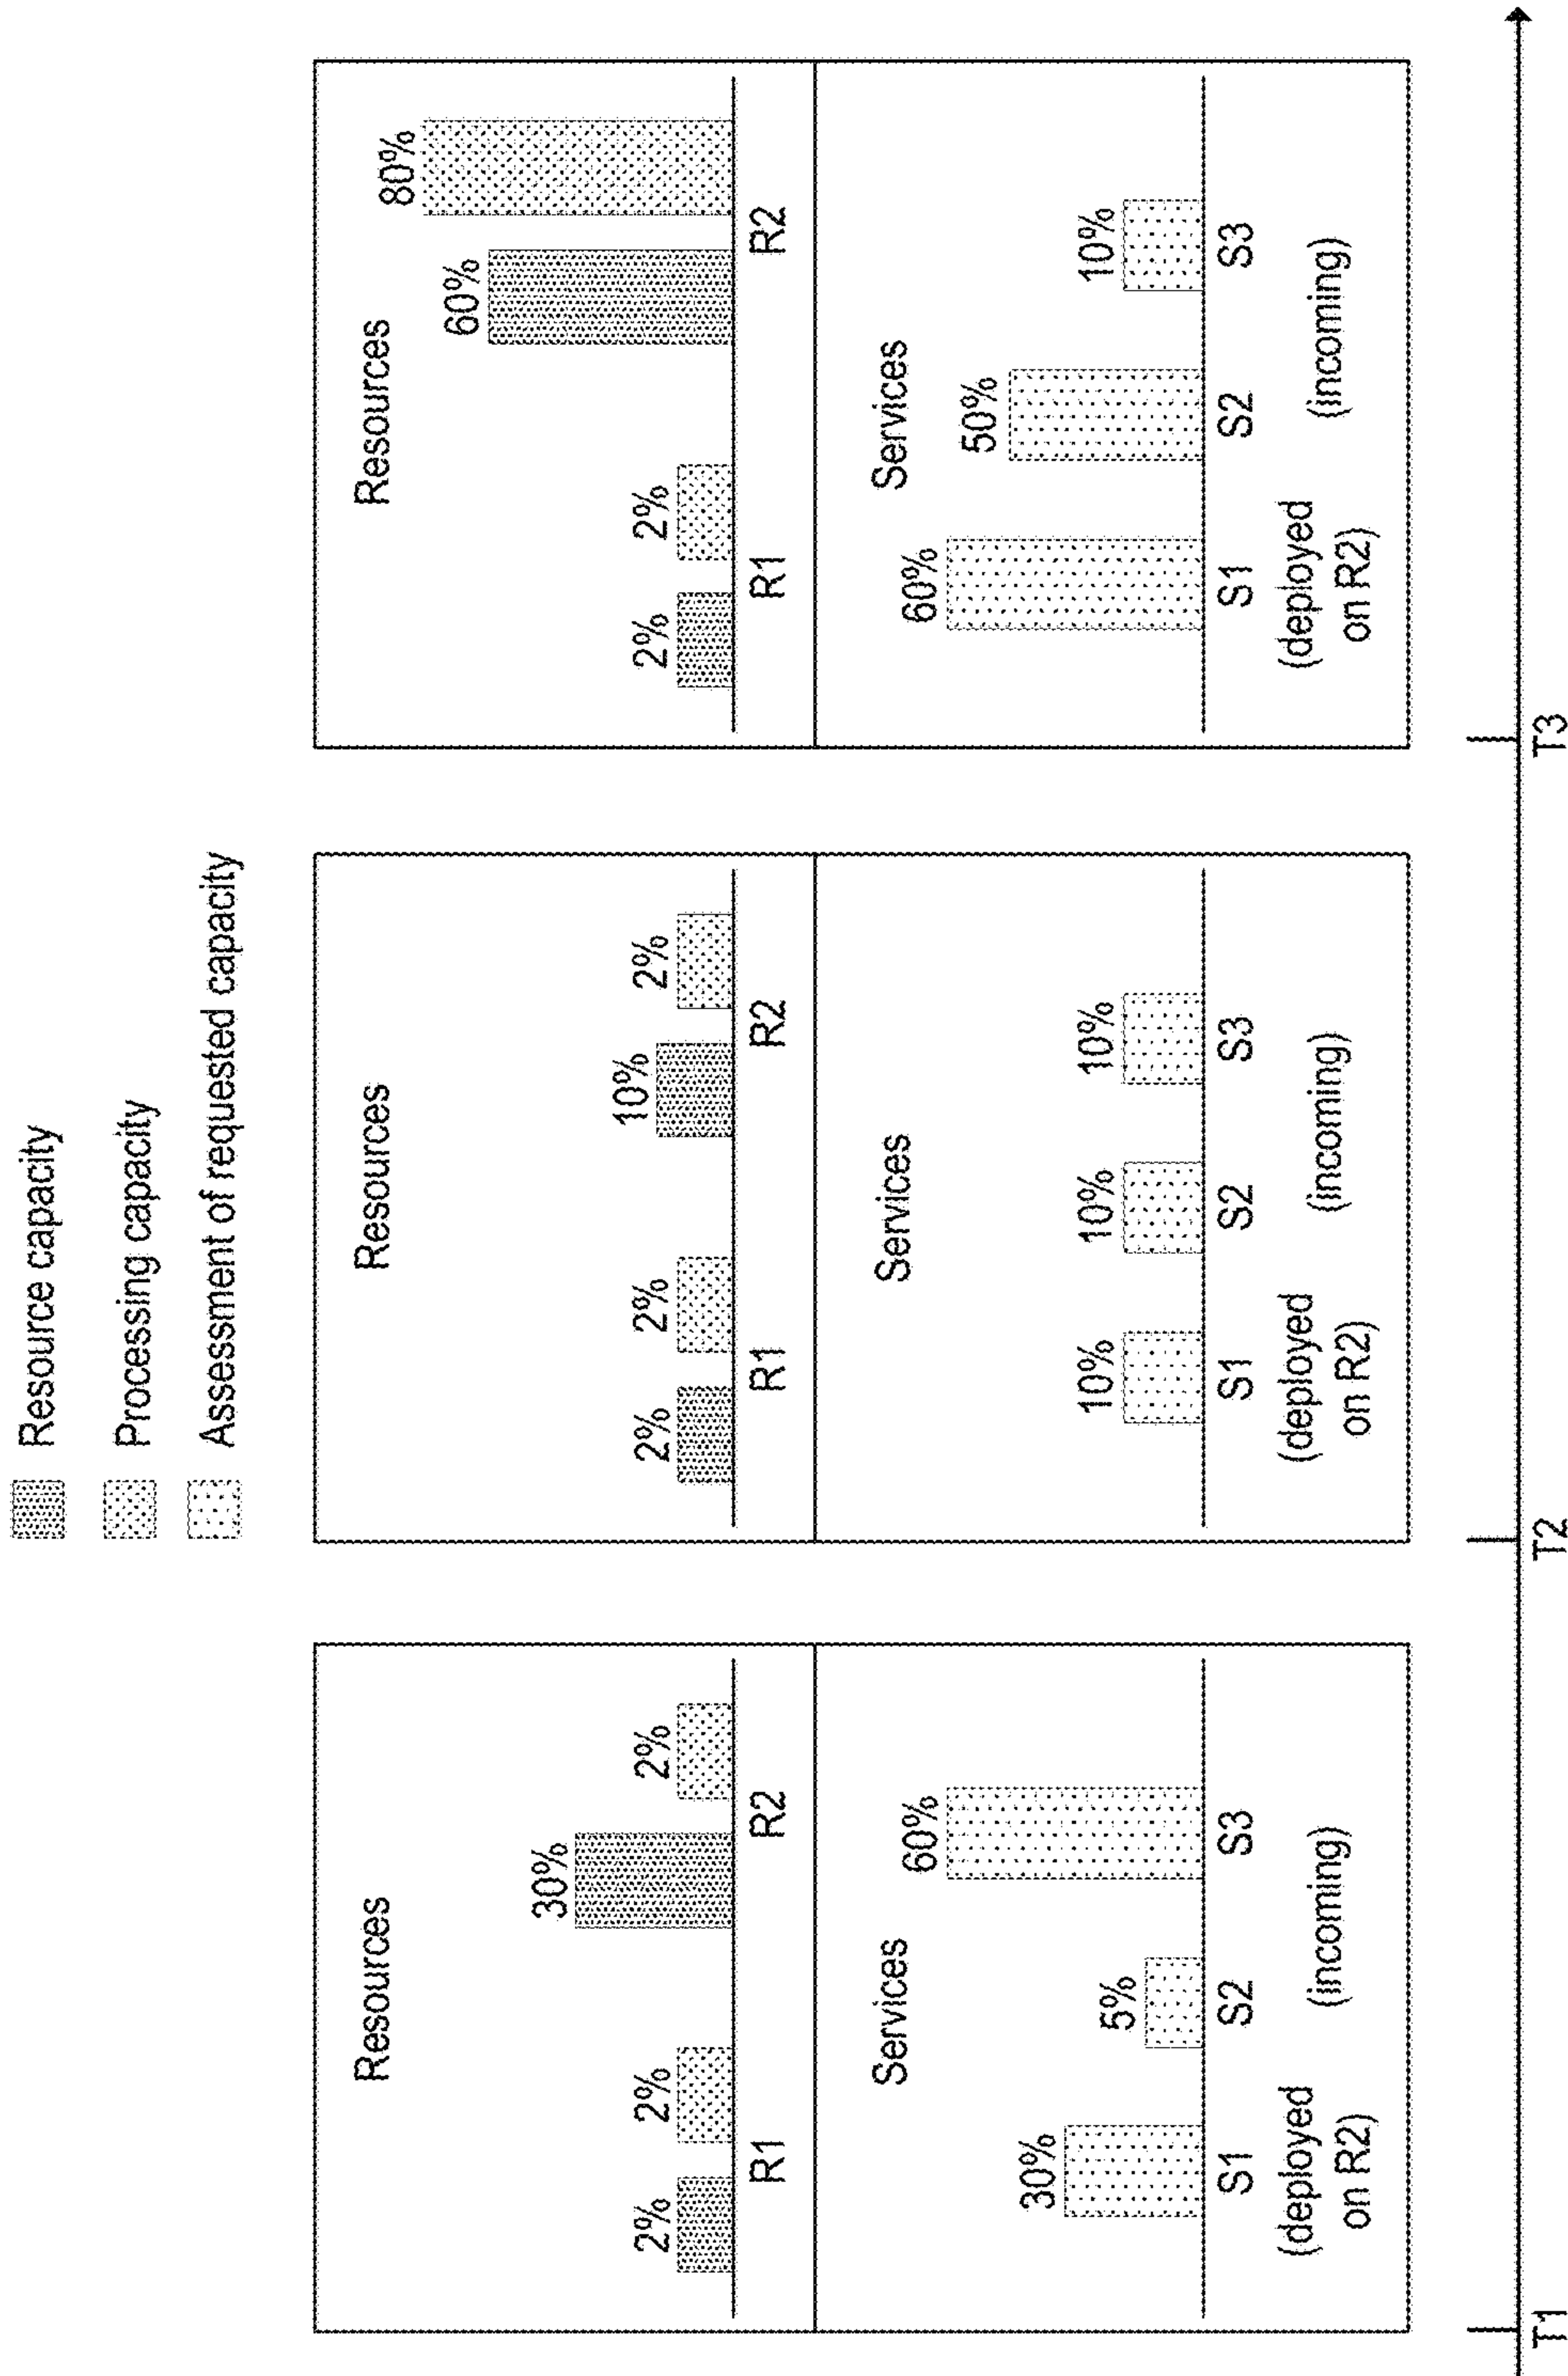 Resource capacity
Processing capacity
Assessment of requested capacity
Resources
2%
2%
30%
2%
R1
R2
Services
30%
5%
60%
S1
S2
S3
(deployed
on R2)
(incoming)
Resources
2%
2%
10%
2%
R1
R2
Services
10%
10%
10%
S1
S2
S3
(deployed
on R2)
(incoming)
Resources
2%
2%
60%
80%
R1
R2
Services
60%
50%
10%
S1
S2
S3
(deployed
on R2)
(incoming)
T1
T2
T3